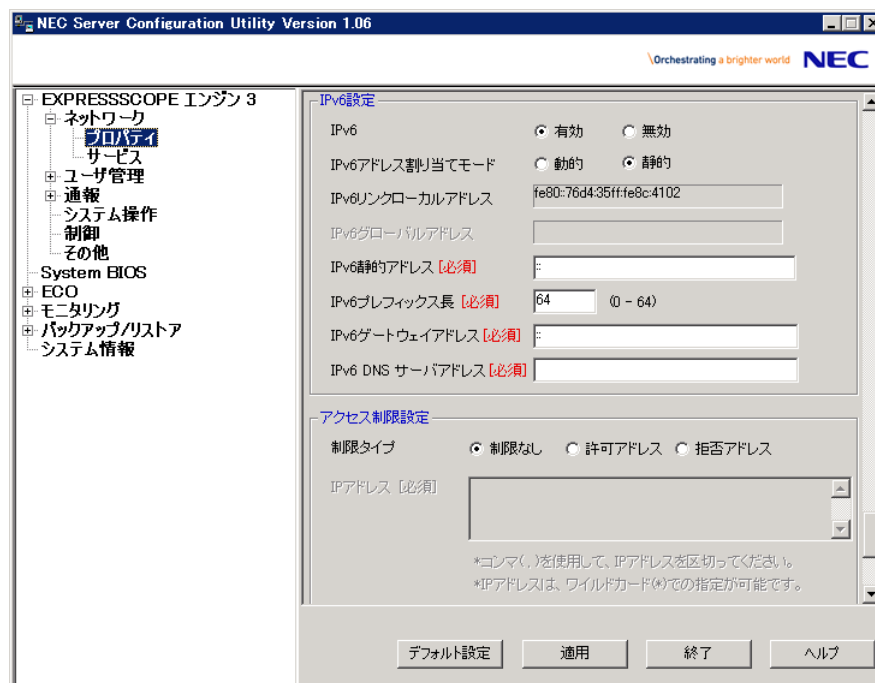 NEC Server Configuration Utility Version 1.06
\Orchestrating a brighter world NEC
EXPRESSSCOPE エンジン 3
ネットワーク
プロパティ
サービス
ユーザ管理
通報
システム操作
制御
その他
System BIOS
ECO
モニタリング
バックアップ/リストア
システム情報
IPv6設定
IPv6 有効 無効
IPv6アドレス割り当てモード 動的 静的
IPv6リンクローカルアドレス fe80::76d4:35ff:fe8c:4102
IPv6グローバルアドレス
IPv6静的アドレス [必須] ::
IPv6プレフィックス長 [必須] 64 (0 - 64)
IPv6ゲートウェイアドレス[必須] ::
IPv6 DNS サーバアドレス[必須]
アクセス制限設定
制限タイプ 制限なし 許可アドレス 拒否アドレス
IPアドレス [必須]
*コンマ(,)を使用して、IPアドレスを区切ってください。
*IPアドレスは、ワイルドカード(*)での指定が可能です。
デフォルト設定 適用 終了 ヘルプ